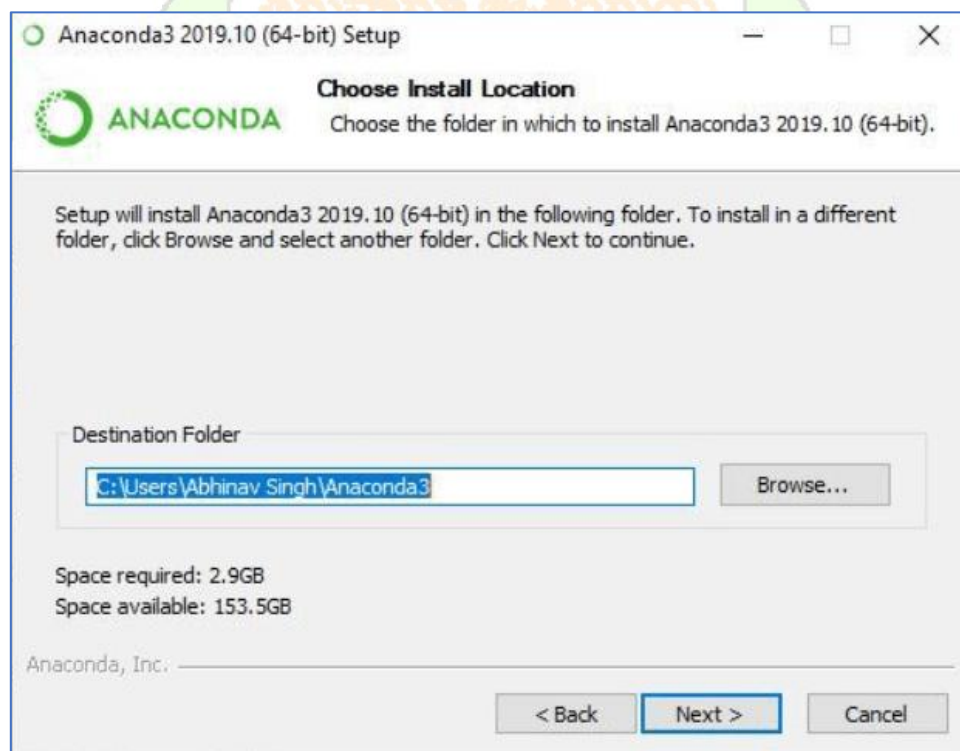 Anaconda3 2019.10 (64-bit) Setup
ANACONDA
Choose Install Location
Choose the folder in which to install Anaconda3 2019.10 (64-bit).
Setup will install Anaconda3 2019.10 (64-bit) in the following folder. To install in a different
folder, click Browse and select another folder. Click Next to continue.
Destination Folder
C:\Users\Abhinav Singh\Anaconda3
Browse...
Space required: 2.9GB
Space available: 153.5GB
Anaconda, Inc.
< Back
Next >
Cancel